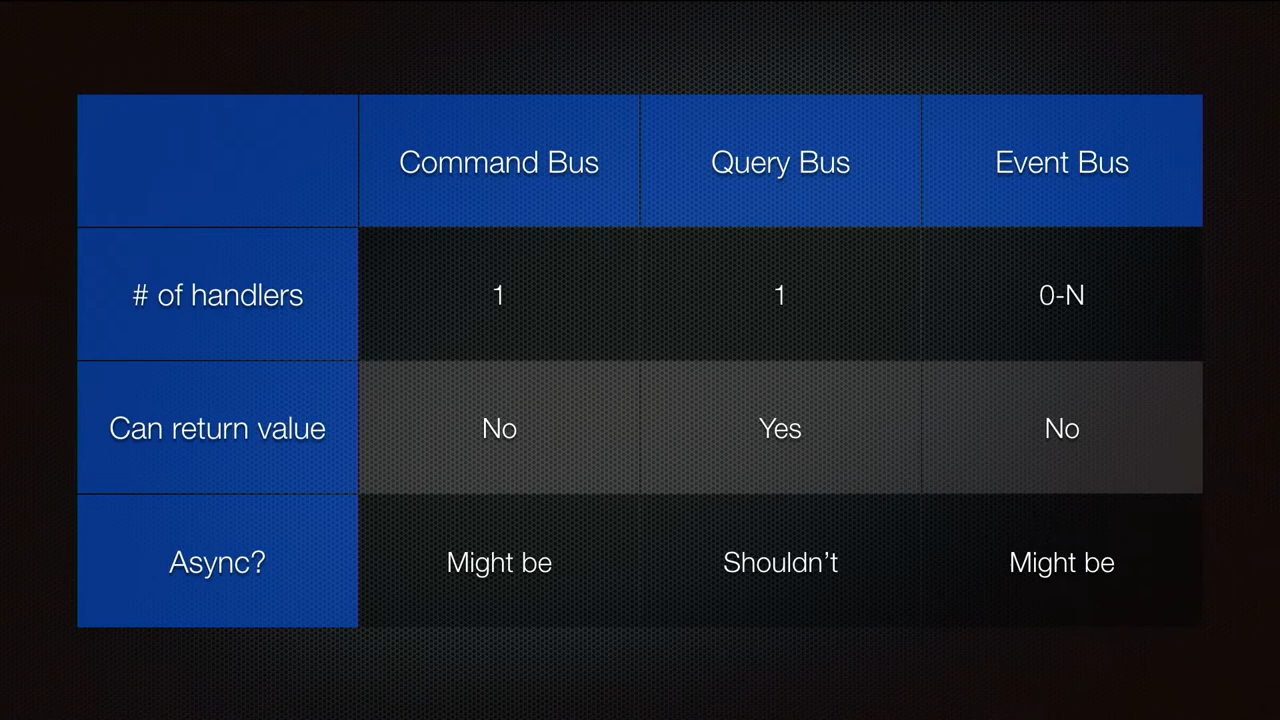 Command Bus Query Bus Event Bus
# of handlers 1 1 0-N
Can return value No Yes No
Async? Might be Shouldn’t Might be